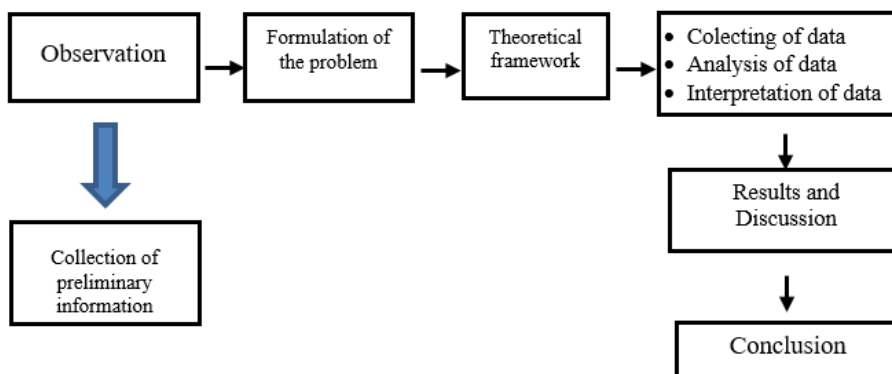 Observation
Formulation of
the problem
Theoretical
framework
• Colecting of data
• Analysis of data
• Interpretation of data
Collection of
preliminary
information
Results and
Discussion
Conclusion